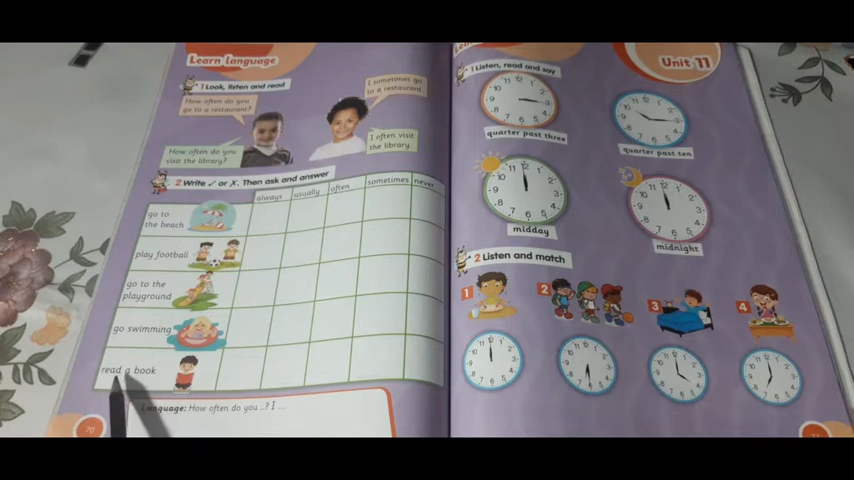 Learn Language
1 Look, listen and read
How often do you
go to a restaurant?
I sometimes go
to a restaurant.
How often do you
visit the library?
I often visit
the library.
2 Write ✓ or ✗. Then ask and answer
always usually often sometimes never
go to
the beach
play football
go to the
playground
go swimming
read a book
Language: How often do you ..? I ...
70
Unit 11
1 Listen, read and say
quarter past three
quarter past ten
midday
midnight
2 Listen and match
1
2
3
4